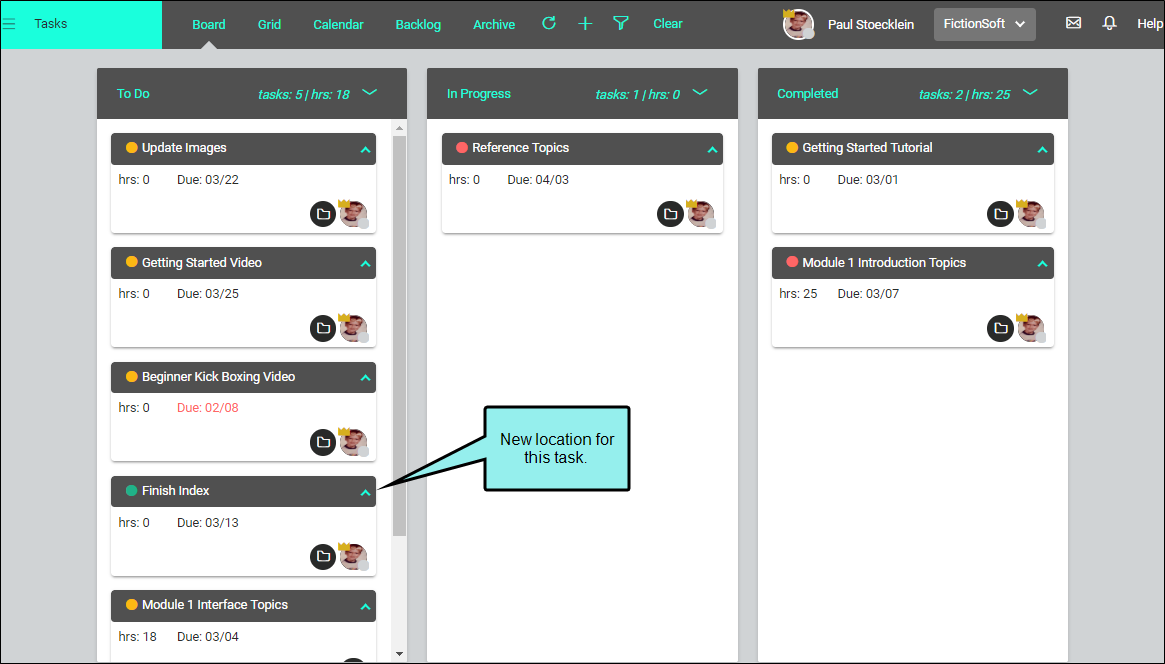 Tasks
Board
Grid
Calendar
Backlog
Archive
Clear
Paul Stoecklein
FictionSoft
Help
To Do
tasks: 5 | hrs: 18
Update Images
hrs: 0
Due: 03/22
Getting Started Video
hrs: 0
Due: 03/25
Beginner Kick Boxing Video
hrs: 0
Due: 02/08
Finish Index
hrs: 0
Due: 03/13
Module 1 Interface Topics
hrs: 18
Due: 03/04
In Progress
tasks: 1 | hrs: 0
Reference Topics
hrs: 0
Due: 04/03
New location for
this task.
Completed
tasks: 2 | hrs: 25
Getting Started Tutorial
hrs: 0
Due: 03/01
Module 1 Introduction Topics
hrs: 25
Due: 03/07